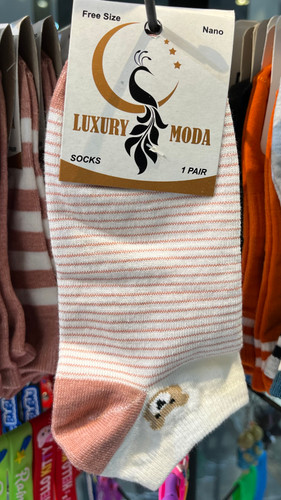 Free Size
Nano
LUXURY MODA
SOCKS
1 PAIR